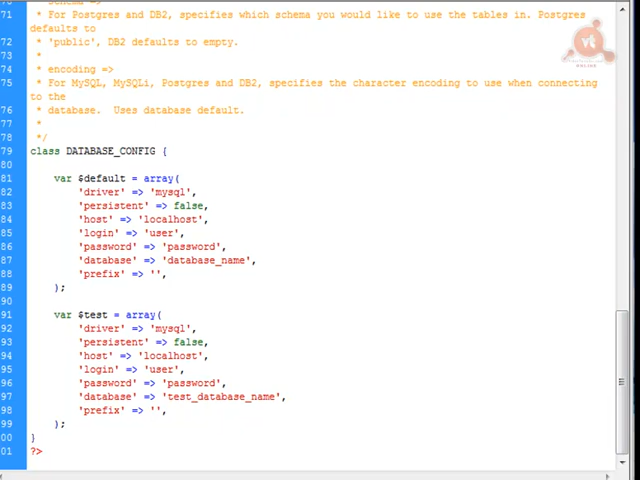 70 * schema =>
71 * For Postgres and DB2, specifies which schema you would like to use the tables in. Postgres
defaults to
72 * 'public', DB2 defaults to empty.
73 *
74 * encoding =>
75 * For MySQL, MySQLi, Postgres and DB2, specifies the character encoding to use when connecting
to the
76 * database.  Uses database default.
77 *
78 */
79 class DATABASE_CONFIG {
80
81 var $default = array(
82 'driver' => 'mysql',
83 'persistent' => false,
84 'host' => 'localhost',
85 'login' => 'user',
86 'password' => 'password',
87 'database' => 'database_name',
88 'prefix' => '',
89 );
90
91 var $test = array(
92 'driver' => 'mysql',
93 'persistent' => false,
94 'host' => 'localhost',
95 'login' => 'user',
96 'password' => 'password',
97 'database' => 'test_database_name',
98 'prefix' => '',
99 );
00 }
01 ?>
vt
ONLINE